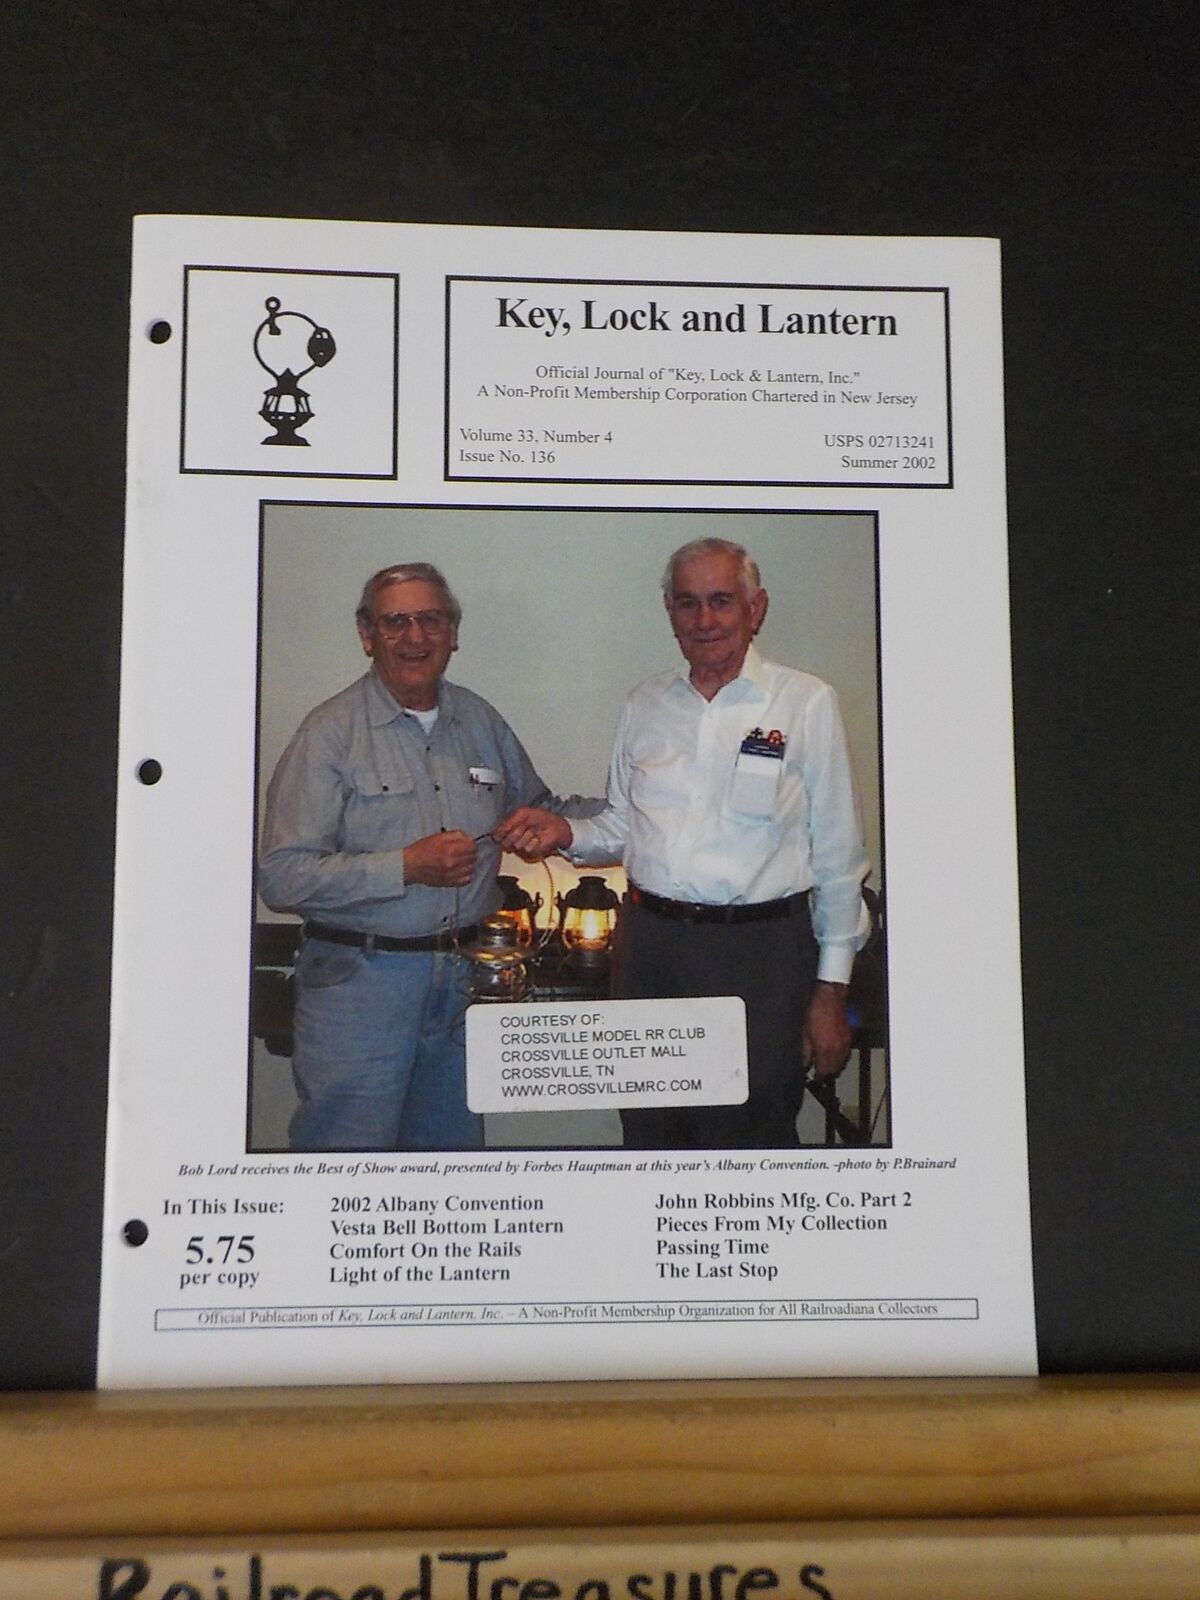 Key, Lock and Lantern
Official Journal of "Key, Lock & Lantern, Inc."
A Non-Profit Membership Corporation Chartered in New Jersey
Volume 33, Number 4
Issue No. 136
USPS 02713241
Summer 2002
COURTESY OF:
CROSSVILLE MODEL RR CLUB
CROSSVILLE OUTLET MALL
CROSSVILLE, TN
WWW.CROSSVILLEMRC.COM
Bob Lord receives the Best of Show award, presented by Forbes Hauptman at this year's Albany Convention. -photo by P.Brainard
In This Issue:
5.75
per copy
2002 Albany Convention
Vesta Bell Bottom Lantern
Comfort On the Rails
Light of the Lantern
John Robbins Mfg. Co. Part 2
Pieces From My Collection
Passing Time
The Last Stop
Official Publication of Key, Lock and Lantern, Inc. – A Non-Profit Membership Organization for All Railroadiana Collectors
Railroad Treasures